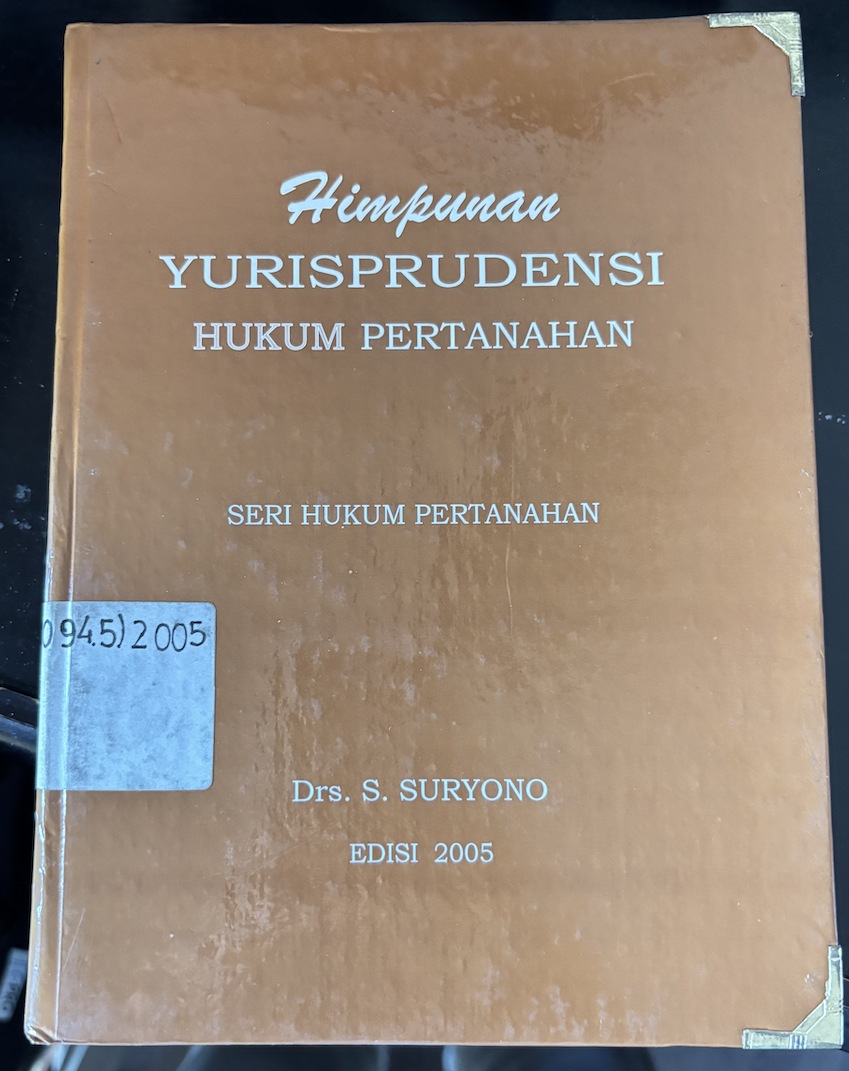 Himpunan
YURISPRUDENSI
HUKUM PERTANAHAN
SERI HUKUM PERTANAHAN
094.5) 2005
Drs. S. SURYONO
EDISI 2005